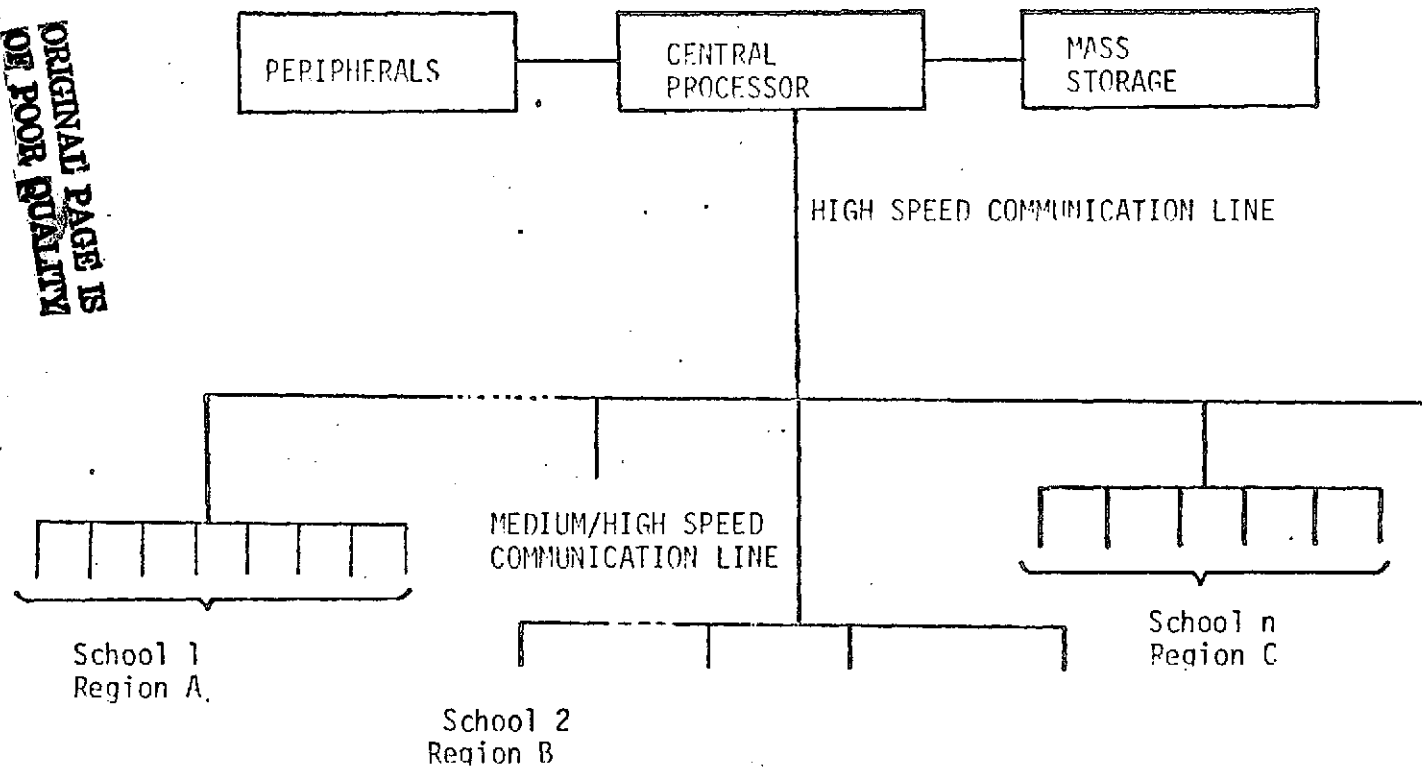 ORIGINAL PAGE IS
OF POOR QUALITY
PERIPHERALS
CENTRAL
PROCESSOR
MASS
STORAGE
HIGH SPEED COMMUNICATION LINE
MEDIUM/HIGH SPEED
COMMUNICATION LINE
School 1
Region A.
School 2
Region B
School n
Region C